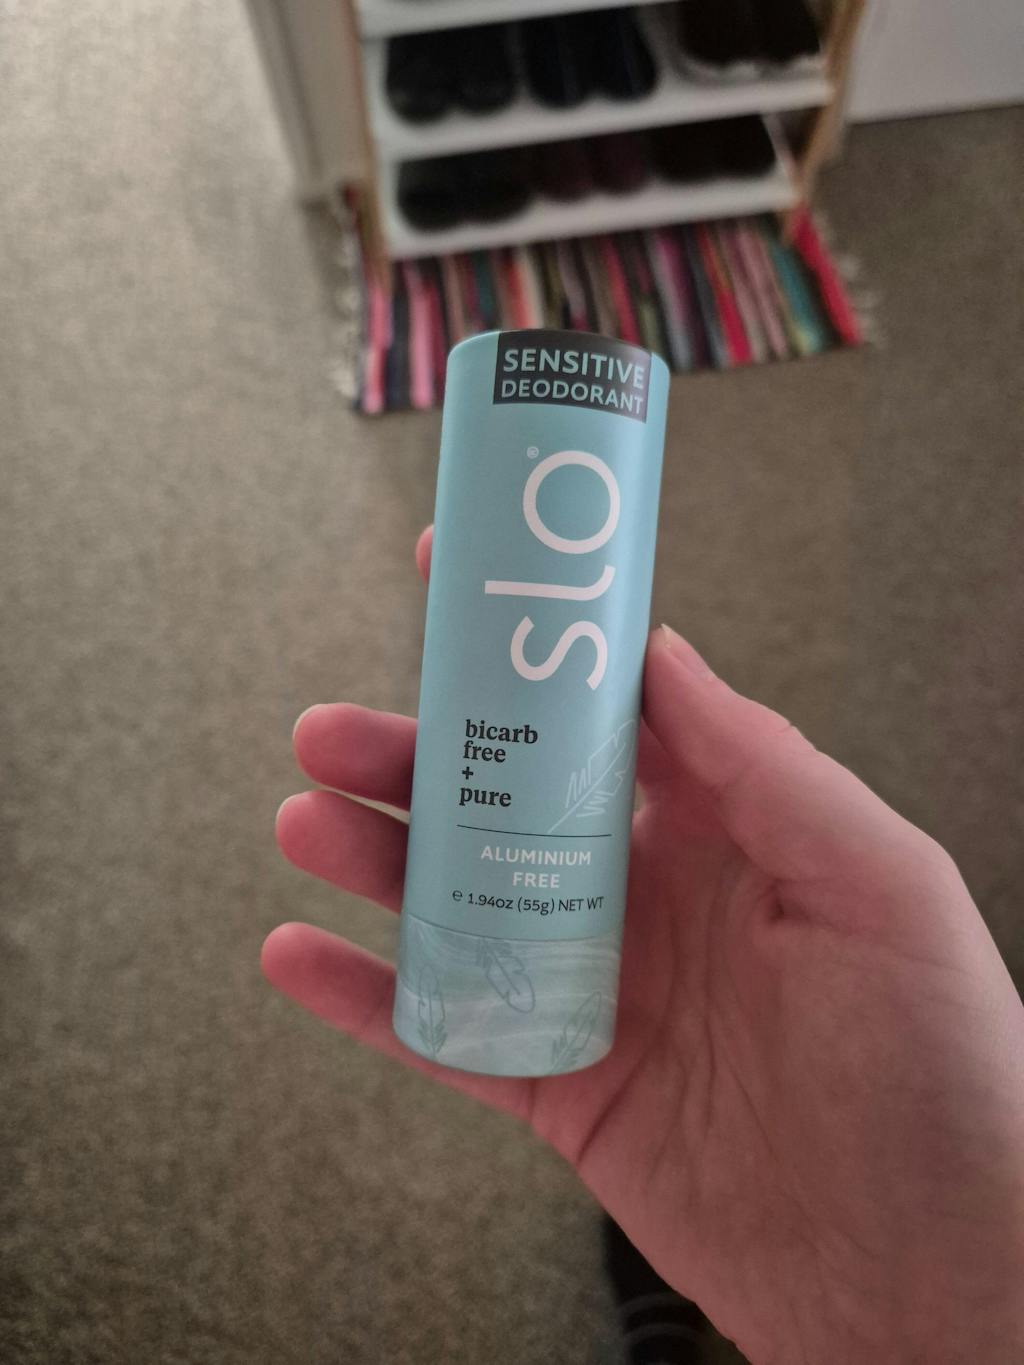 SENSITIVE
DEODORANT
slo®
bicarb
free
+
pure
ALUMINIUM
FREE
℮ 1.94oz (55g) NET WT